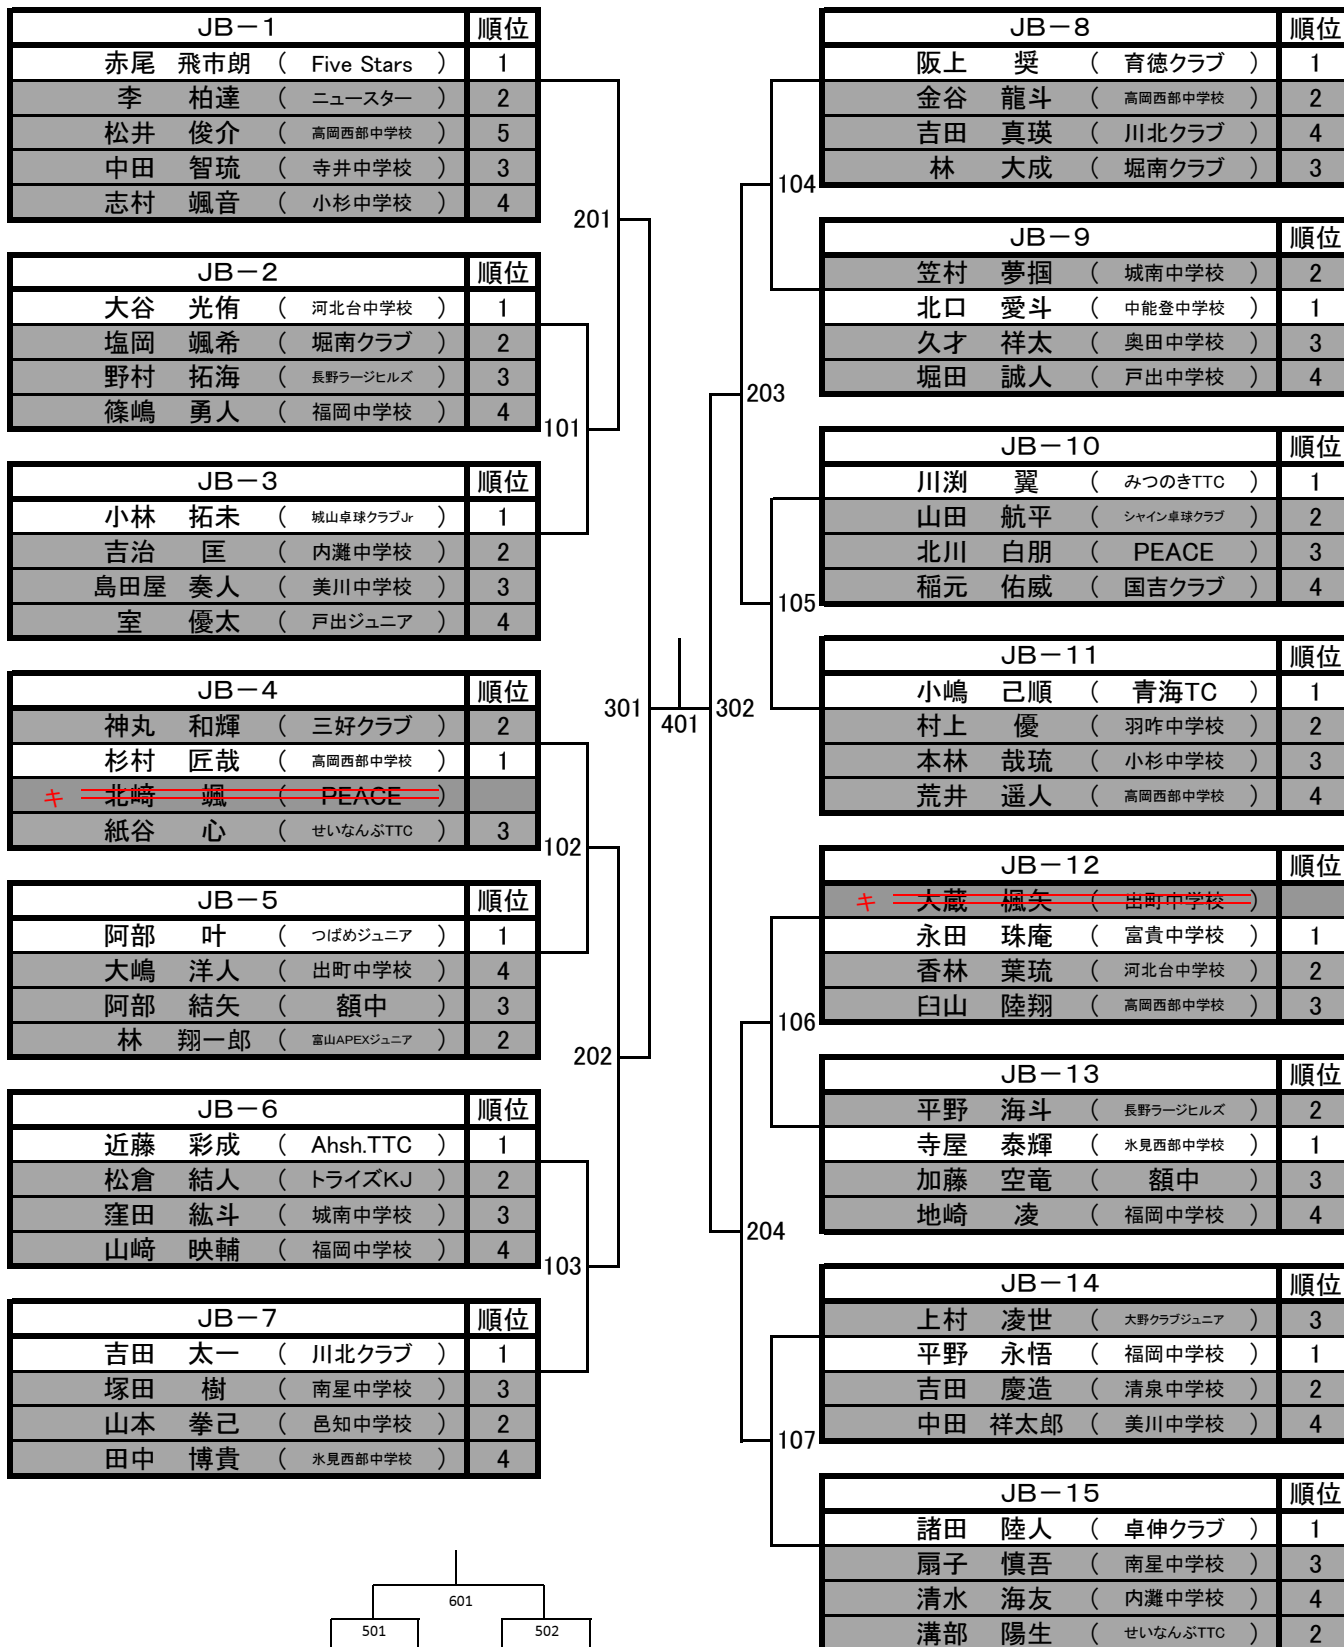 JB－1 順位
赤尾 飛市朗 （ Five Stars ） 1
李 柏達 （ ニュースター ） 2
松井 俊介 （ 高岡西部中学校 ） 5
中田 智琉 （ 寺井中学校 ） 3
志村 颯音 （ 小杉中学校 ） 4
201
JB－2 順位
大谷 光侑 （ 河北台中学校 ） 1
塩岡 颯希 （ 堀南クラブ ） 2
野村 拓海 （ 長野ラージヒルズ ） 3
篠嶋 勇人 （ 福岡中学校 ） 4
101
JB－3 順位
小林 拓未 （ 城山卓球クラブJr ） 1
吉治 匡 （ 内灘中学校 ） 2
島田屋 奏人 （ 美川中学校 ） 3
室 優太 （ 戸出ジュニア ） 4
JB－4 順位
神丸 和輝 （ 三好クラブ ） 2
杉村 匠哉 （ 高岡西部中学校 ） 1
キ 北﨑 颯 （ PEACE ）
紙谷 心 （ せいなんぶTTC ） 3
102
301
401
302
JB－5 順位
阿部 叶 （ つばめジュニア ） 1
大嶋 洋人 （ 出町中学校 ） 4
阿部 結矢 （ 額中 ） 3
林 翔一郎 （ 富山APEXジュニア ） 2
202
JB－6 順位
近藤 彩成 （ Ahsh.TTC ） 1
松倉 結人 （ トライズKJ ） 2
窪田 紘斗 （ 城南中学校 ） 3
山﨑 映輔 （ 福岡中学校 ） 4
103
JB－7 順位
吉田 太一 （ 川北クラブ ） 1
塚田 樹 （ 南星中学校 ） 3
山本 拳己 （ 邑知中学校 ） 2
田中 博貴 （ 氷見西部中学校 ） 4
601
501 502
JB－8 順位
阪上 奨 （ 育徳クラブ ） 1
金谷 龍斗 （ 高岡西部中学校 ） 2
吉田 真瑛 （ 川北クラブ ） 4
林 大成 （ 堀南クラブ ） 3
104
JB－9 順位
笠村 夢掴 （ 城南中学校 ） 2
北口 愛斗 （ 中能登中学校 ） 1
久才 祥太 （ 奥田中学校 ） 3
堀田 誠人 （ 戸出中学校 ） 4
203
JB－10 順位
川渕 翼 （ みつのきTTC ） 1
山田 航平 （ シャイン卓球クラブ ） 2
北川 白朋 （ PEACE ） 3
稲元 佑威 （ 国吉クラブ ） 4
105
JB－11 順位
小嶋 己順 （ 青海TC ） 1
村上 優 （ 羽咋中学校 ） 2
本林 哉琉 （ 小杉中学校 ） 3
荒井 遥人 （ 高岡西部中学校 ） 4
JB－12 順位
キ 大蔵 楓矢 （ 出町中学校 ）
永田 珠庵 （ 富貴中学校 ） 1
香林 葉琉 （ 河北台中学校 ） 2
臼山 陸翔 （ 高岡西部中学校 ） 3
106
JB－13 順位
平野 海斗 （ 長野ラージヒルズ ） 2
寺屋 泰輝 （ 氷見西部中学校 ） 1
加藤 空竜 （ 額中 ） 3
地崎 凌 （ 福岡中学校 ） 4
204
JB－14 順位
上村 凌世 （ 大野クラブジュニア ） 3
平野 永悟 （ 福岡中学校 ） 1
吉田 慶造 （ 清泉中学校 ） 2
中田 祥太郎 （ 美川中学校 ） 4
107
JB－15 順位
諸田 陸人 （ 卓伸クラブ ） 1
扇子 慎吾 （ 南星中学校 ） 3
清水 海友 （ 内灘中学校 ） 4
溝部 陽生 （ せいなんぶTTC ） 2